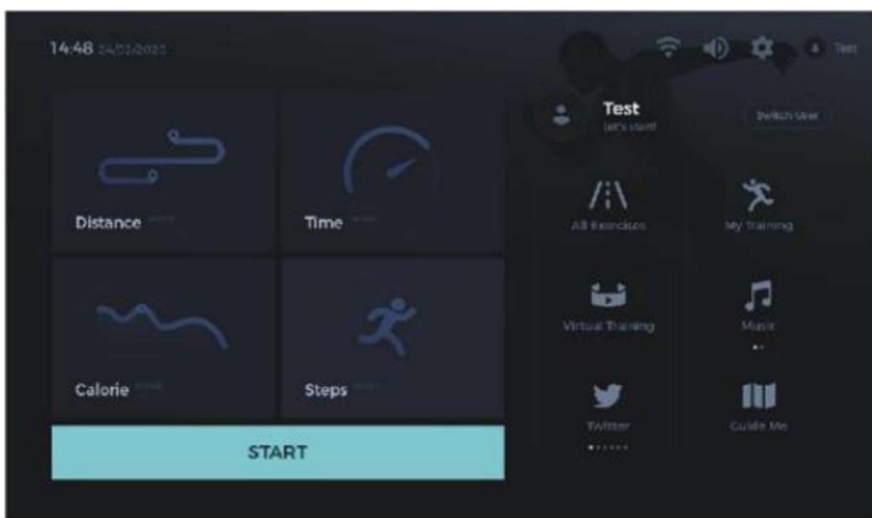 14:48
Test
Test
Let's start!
Switch User
Distance
Time
All Exercises
My Training
Virtual Training
Music
Calorie
Steps
Twitter
Guide Me
START